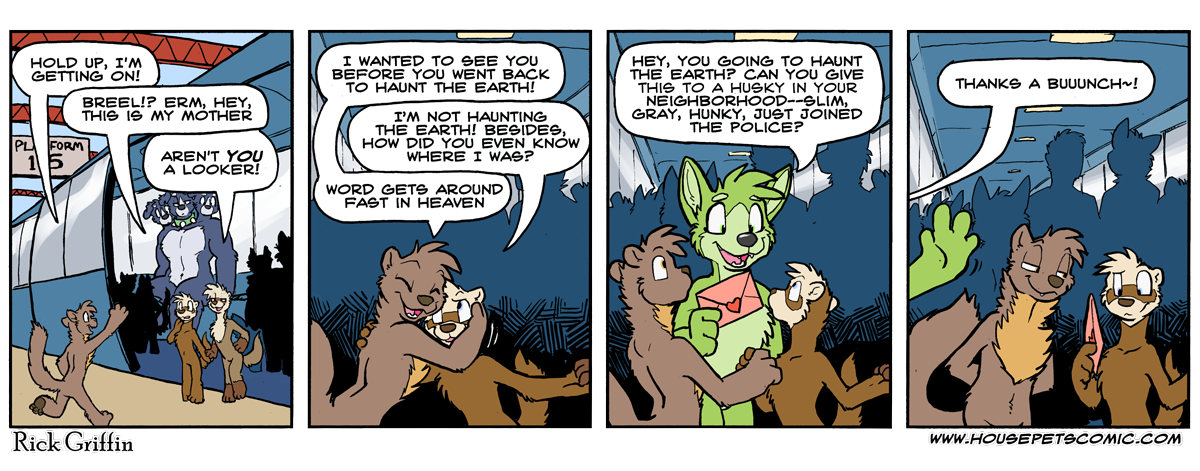 HOLD UP, I'M
GETTING ON!
BREEL!? ERM, HEY,
THIS IS MY MOTHER
AREN'T YOU
A LOOKER!
PLATFORM
15
I WANTED TO SEE YOU
BEFORE YOU WENT BACK
TO HAUNT THE EARTH!
I'M NOT HAUNTING
THE EARTH! BESIDES,
HOW DID YOU EVEN KNOW
WHERE I WAS?
WORD GETS AROUND
FAST IN HEAVEN
HEY, YOU GOING TO HAUNT
THE EARTH? CAN YOU GIVE
THIS TO A HUSKY IN YOUR
NEIGHBORHOOD--SLIM,
GRAY, HUNKY, JUST JOINED
THE POLICE?
THANKS A BUUUNCH~!
Rick Griffin
WWW.HOUSEPETSCOMIC.COM